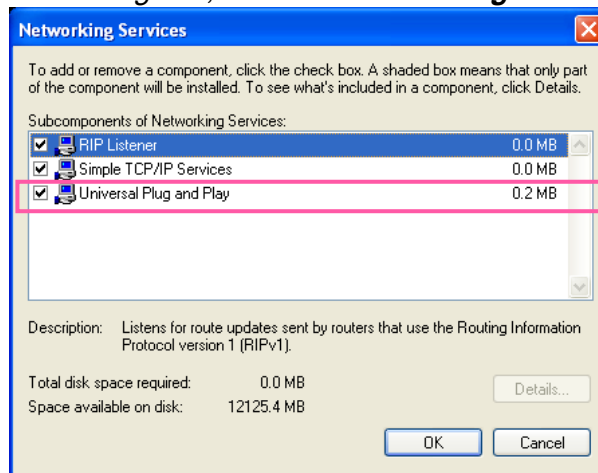 Networking Services
To add or remove a component, click the check box. A shaded box means that only part
of the component will be installed. To see what's included in a component, click Details.
Subcomponents of Networking Services:
RIP Listener 0.0 MB
Simple TCP/IP Services 0.0 MB
Universal Plug and Play 0.2 MB
Description: Listens for route updates sent by routers that use the Routing Information
Protocol version 1 (RIPv1).
Total disk space required: 0.0 MB
Details...
Space available on disk: 12125.4 MB
OK Cancel